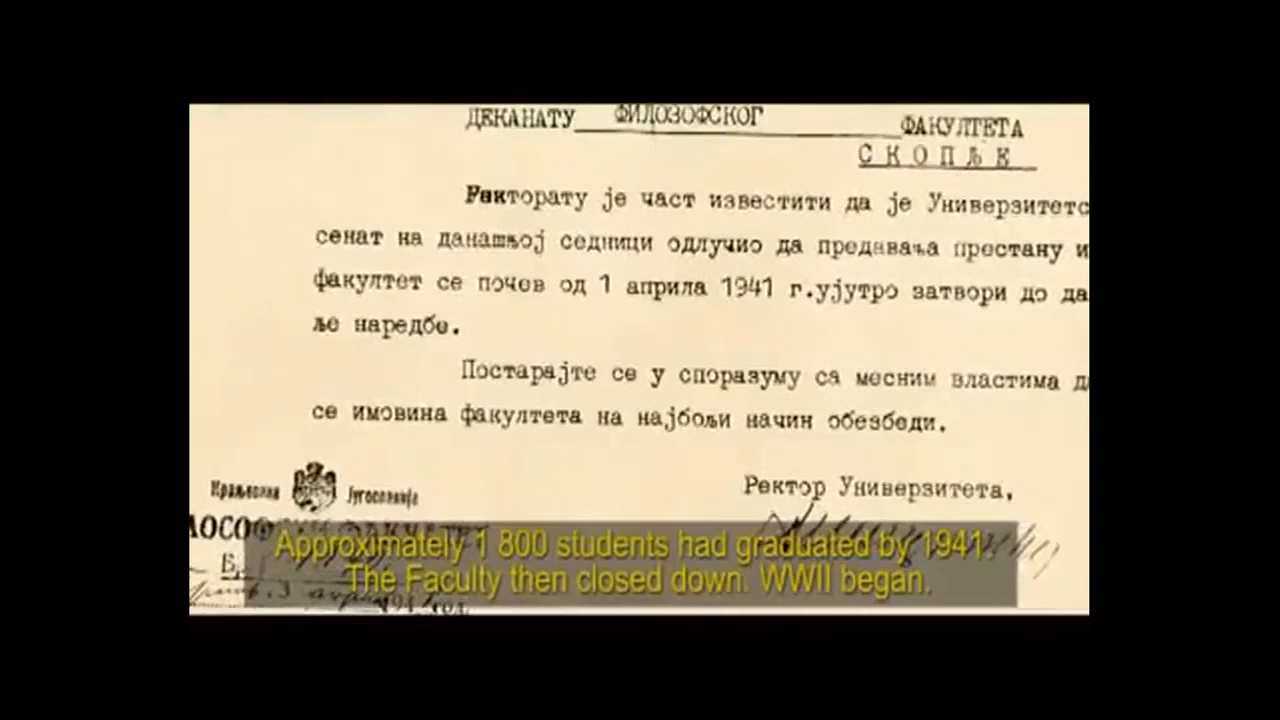 ДЕКАНАТУ ФИЛОЗОФСКОГ ФАКУЛТЕТА
СКОПЉЕ
Ректорату је част известити да је Универзитетс
сенат на данашњој седници одлучио да предавања престану и
факултет се почев од 1 априла 1941 г.ујутро затвори до да
ље наредбе.
Постарајте се у споразуму са месним властима д
се имовина факултета на најбољи начин обезбеди.
Ректор Универзитета,
Краљевина Југославија
Approximately 1 800 students had graduated by 1941.
The Faculty then closed down. WWII began.